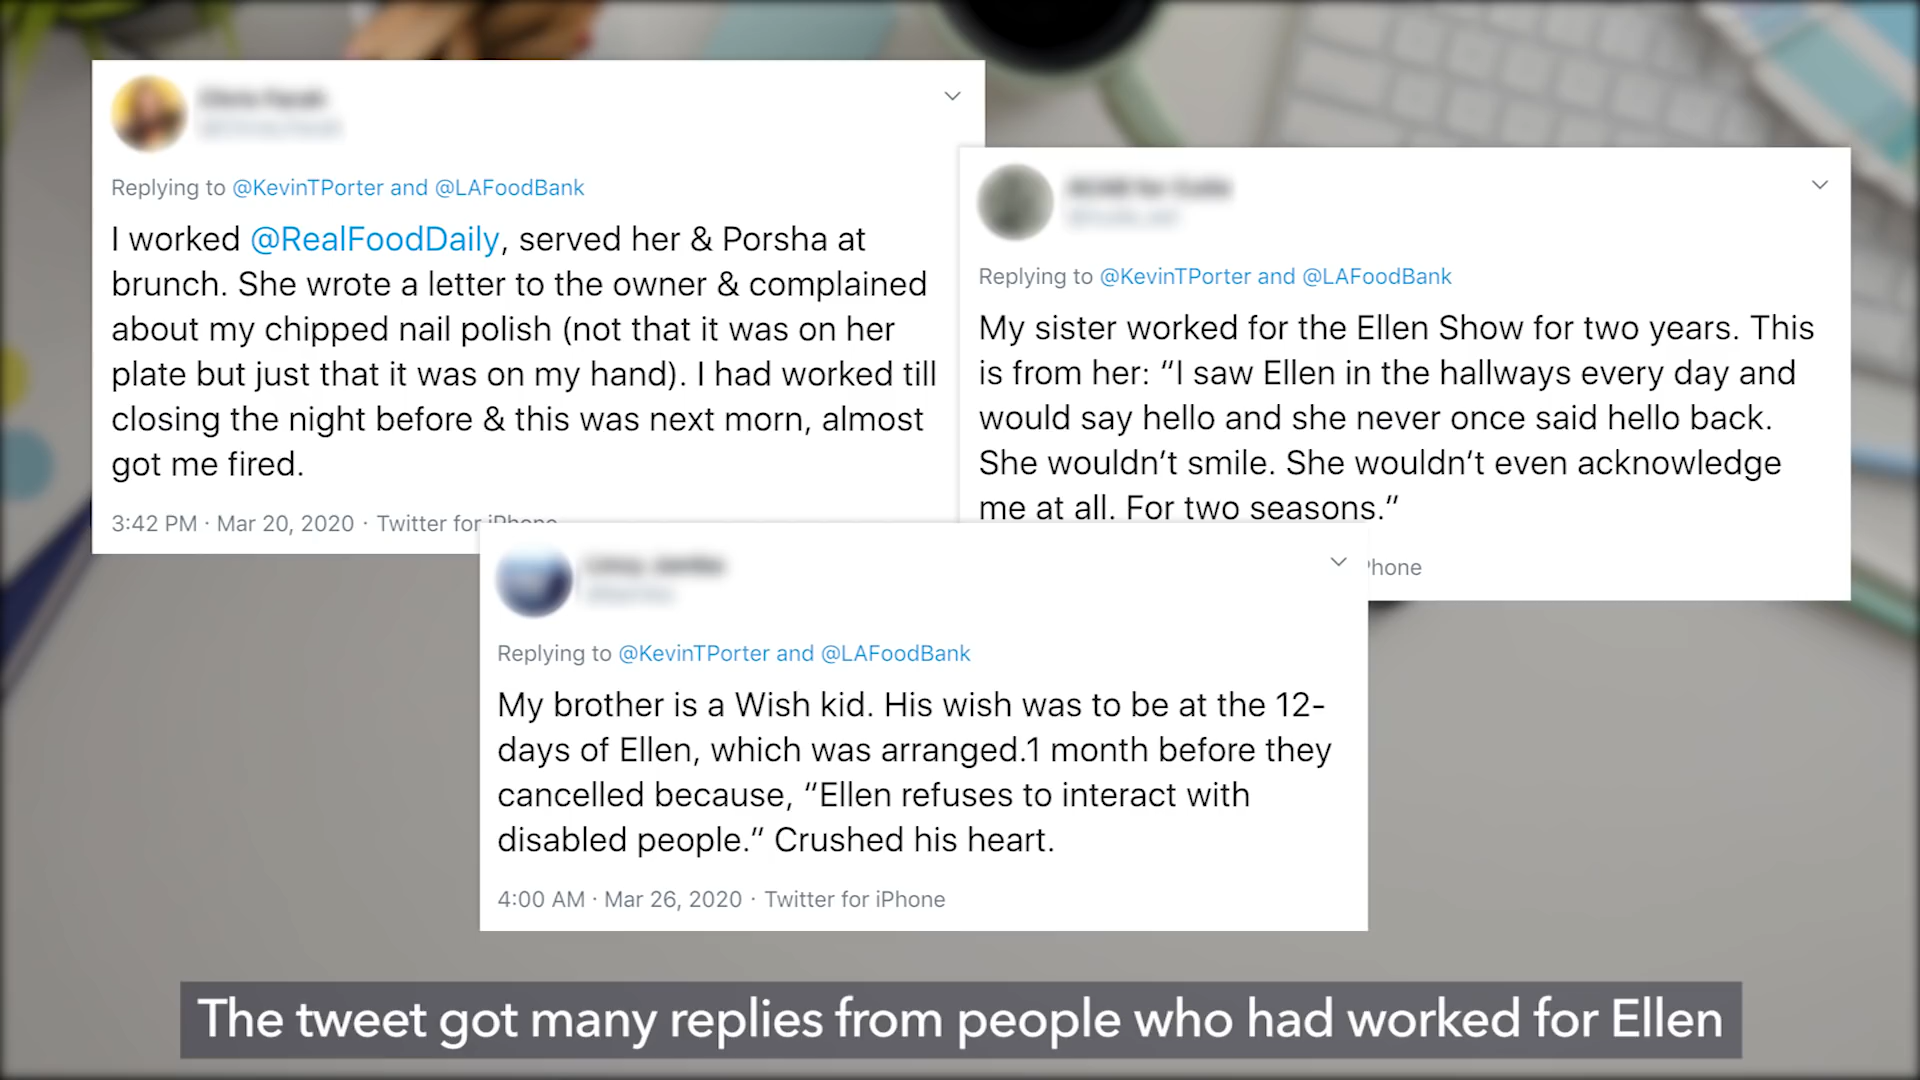 Replying to @KevinTPorter and @LAFoodBank
I worked @RealFoodDaily, served her & Porsha at
brunch. She wrote a letter to the owner & complained
about my chipped nail polish (not that it was on her
plate but just that it was on my hand). I had worked till
closing the night before & this was next morn, almost
got me fired.
3:42 PM · Mar 20, 2020 · Twitter for iPhone
Replying to @KevinTPorter and @LAFoodBank
My sister worked for the Ellen Show for two years. This
is from her: “I saw Ellen in the hallways every day and
would say hello and she never once said hello back.
She wouldn’t smile. She wouldn’t even acknowledge
me at all. For two seasons.”
Phone
Replying to @KevinTPorter and @LAFoodBank
My brother is a Wish kid. His wish was to be at the 12-
days of Ellen, which was arranged.1 month before they
cancelled because, “Ellen refuses to interact with
disabled people.” Crushed his heart.
4:00 AM · Mar 26, 2020 · Twitter for iPhone
The tweet got many replies from people who had worked for Ellen